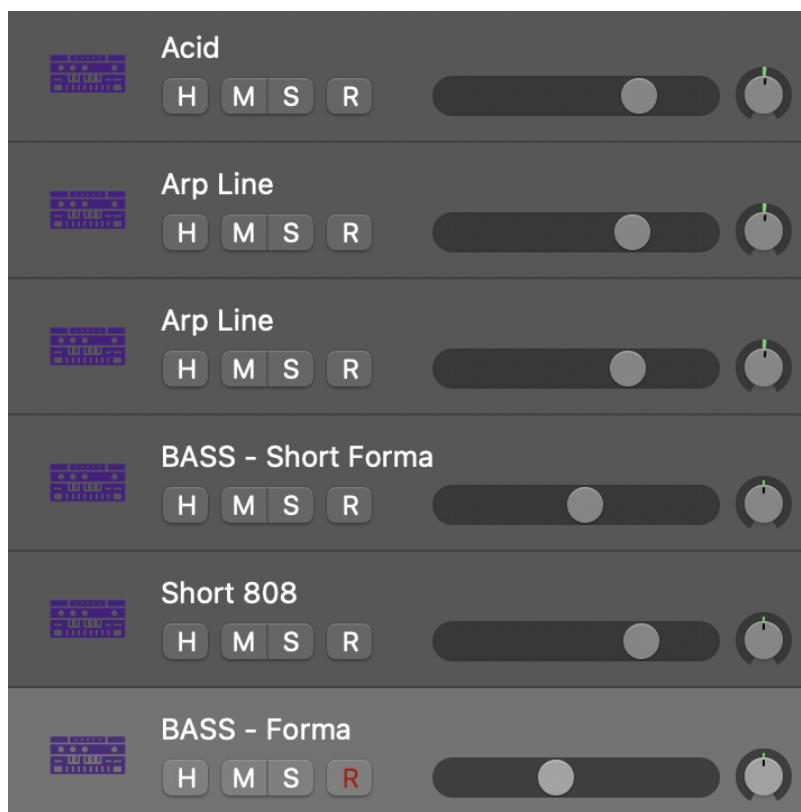 Acid
H M S R
Arp Line
H M S R
Arp Line
H M S R
BASS - Short Forma
H M S R
Short 808
H M S R
BASS - Forma
H M S R